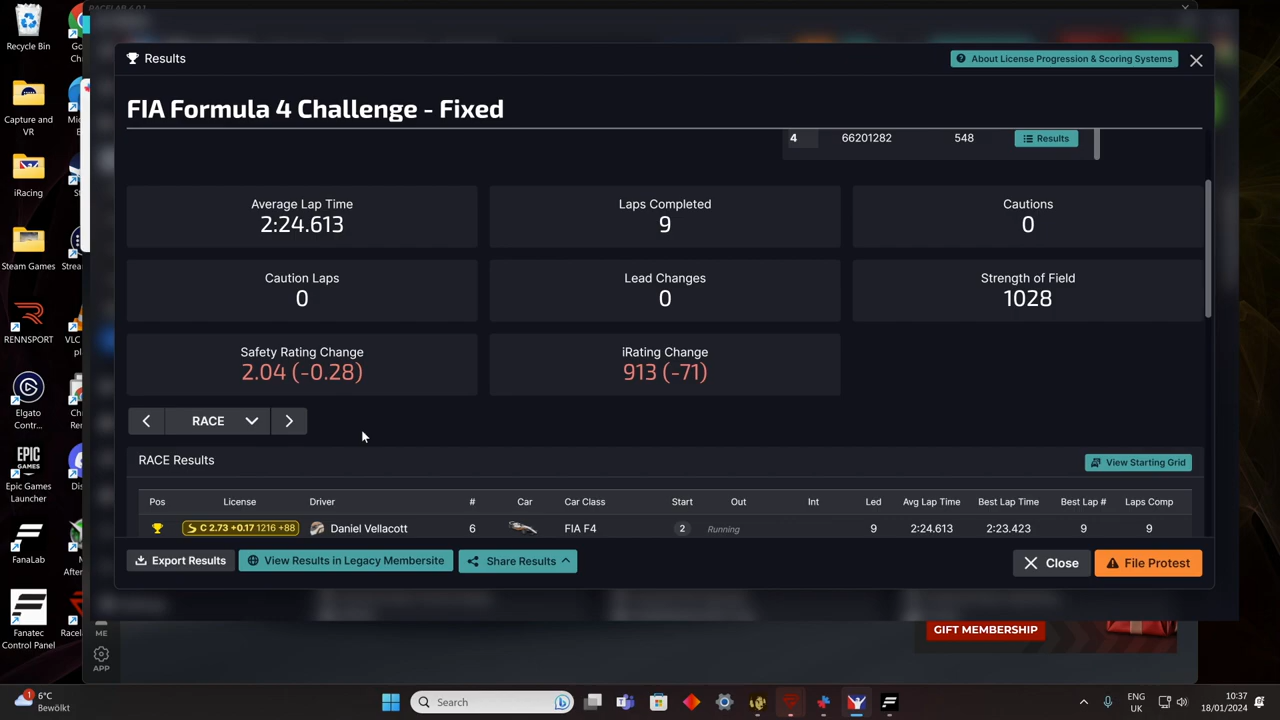 Recycle Bin
Capture and
VR
iRacing
Steam Games
RENNSPORT
Elgato
Contr...
Epic Games
Launcher
FanaLab
Fanatec
Control Panel
Results
About License Progression & Scoring Systems
FIA Formula 4 Challenge - Fixed
4 66201282 548 Results
Average Lap Time
2:24.613
Laps Completed
9
Cautions
0
Caution Laps
0
Lead Changes
0
Strength of Field
1028
Safety Rating Change
2.04 (-0.28)
iRating Change
913 (-71)
RACE
RACE Results
View Starting Grid
Pos License Driver # Car Car Class Start Out Int Led Avg Lap Time Best Lap Time Best Lap # Laps Comp
C 2.73 +0.17 1216 +88 Daniel Vellacott 6 FIA F4 2 Running 9 2:24.613 2:23.423 9 9
Export Results
View Results in Legacy Membersite
Share Results
Close
File Protest
ME
APP
GIFT MEMBERSHIP
6°C
Bewölkt
Search
ENG
UK
10:37
18/01/2024